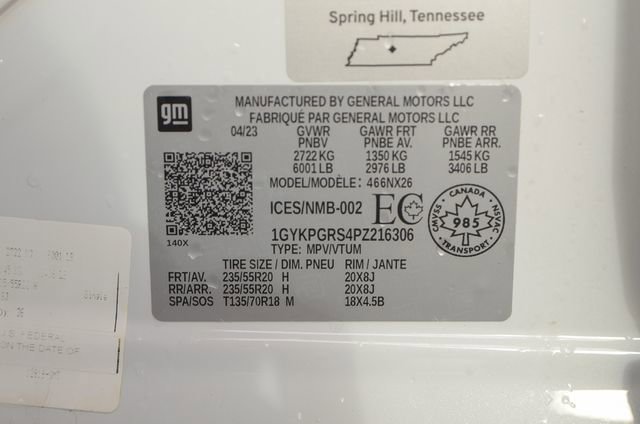 Spring Hill, Tennessee
gm
MANUFACTURED BY GENERAL MOTORS LLC
FABRIQUÉ PAR GENERAL MOTORS LLC
04/23 GVWR GAWR FRT GAWR RR
PNBV PNBE AV. PNBE ARR.
2722 KG 1350 KG 1545 KG
6001 LB 2976 LB 3406 LB
MODEL/MODÈLE: 466NX26
ICES/NMB-002 EC
CANADA
CMVSS 985 NSVAC
TRANSPORT
140X
1GYKPGRS4PZ216306
TYPE: MPV/VTUM
TIRE SIZE / DIM. PNEU RIM / JANTE
FRT/AV. 235/55R20 H 20X8J
RR/ARR. 235/55R20 H 20X8J
SPA/SOS T135/70R18 M 18X4.5B
FEDERAL
ON THE DATE OF